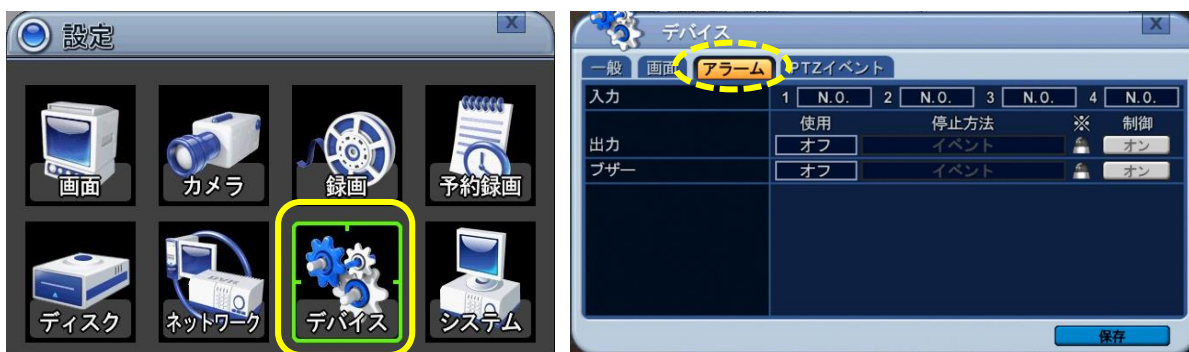 設定
X
画面
カメラ
録画
予約録画
ディスク
ネットワーク
デバイス
システム
デバイス
X
一般 画面 アラーム PTZイベント
入力 1 N.O. 2 N.O. 3 N.O. 4 N.O.
使用 停止方法 ※ 制御
出力 オフ イベント オン
ブザー オフ イベント オン
保存